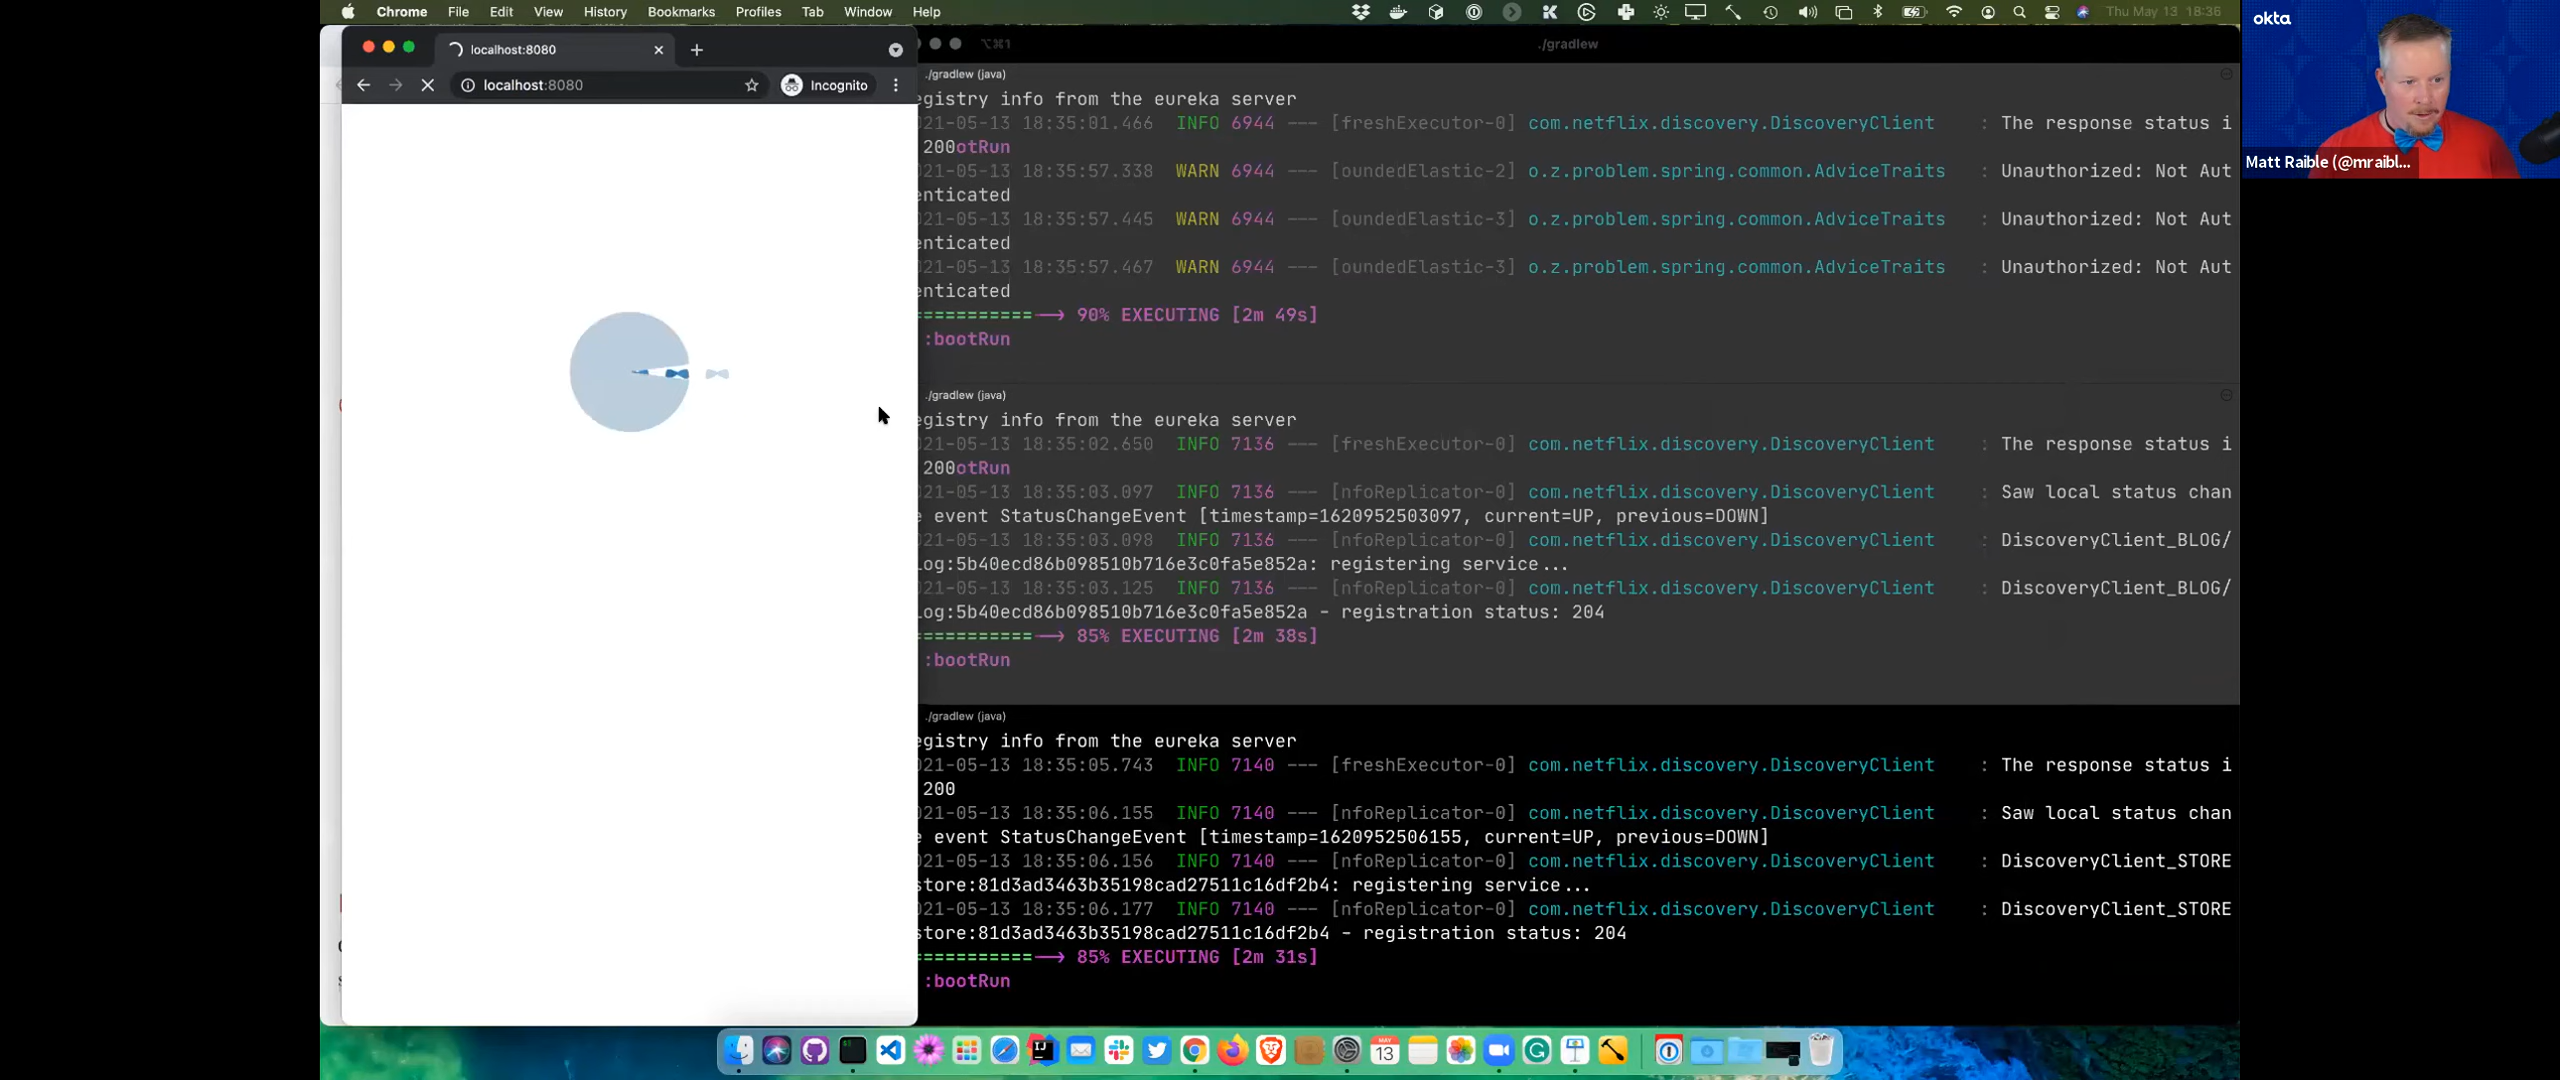 Chrome File Edit View History Bookmarks Profiles Tab Window Help
Thu May 13 18:36
localhost:8080
localhost:8080
Incognito
⌥⌘1
./gradlew
./gradlew (java)
egistry info from the eureka server
021-05-13 18:35:01.466 INFO 6944 --- [freshExecutor-0] com.netflix.discovery.DiscoveryClient : The response status i
200otRun
021-05-13 18:35:57.338 WARN 6944 --- [oundedElastic-2] o.z.problem.spring.common.AdviceTraits : Unauthorized: Not Aut
enticated
021-05-13 18:35:57.445 WARN 6944 --- [oundedElastic-3] o.z.problem.spring.common.AdviceTraits : Unauthorized: Not Aut
enticated
021-05-13 18:35:57.467 WARN 6944 --- [oundedElastic-3] o.z.problem.spring.common.AdviceTraits : Unauthorized: Not Aut
enticated
===========--> 90% EXECUTING [2m 49s]
:bootRun
./gradlew (java)
egistry info from the eureka server
021-05-13 18:35:02.650 INFO 7136 --- [freshExecutor-0] com.netflix.discovery.DiscoveryClient : The response status i
200otRun
021-05-13 18:35:03.097 INFO 7136 --- [nfoReplicator-0] com.netflix.discovery.DiscoveryClient : Saw local status chan
e event StatusChangeEvent [timestamp=1620952503097, current=UP, previous=DOWN]
021-05-13 18:35:03.098 INFO 7136 --- [nfoReplicator-0] com.netflix.discovery.DiscoveryClient : DiscoveryClient_BLOG/
log:5b40ecd86b098510b716e3c0fa5e852a: registering service...
021-05-13 18:35:03.125 INFO 7136 --- [nfoReplicator-0] com.netflix.discovery.DiscoveryClient : DiscoveryClient_BLOG/
log:5b40ecd86b098510b716e3c0fa5e852a - registration status: 204
===========--> 85% EXECUTING [2m 38s]
:bootRun
./gradlew (java)
egistry info from the eureka server
021-05-13 18:35:05.743 INFO 7140 --- [freshExecutor-0] com.netflix.discovery.DiscoveryClient : The response status i
200
021-05-13 18:35:06.155 INFO 7140 --- [nfoReplicator-0] com.netflix.discovery.DiscoveryClient : Saw local status chan
e event StatusChangeEvent [timestamp=1620952506155, current=UP, previous=DOWN]
021-05-13 18:35:06.156 INFO 7140 --- [nfoReplicator-0] com.netflix.discovery.DiscoveryClient : DiscoveryClient_STORE
store:81d3ad3463b35198cad27511c16df2b4: registering service...
021-05-13 18:35:06.177 INFO 7140 --- [nfoReplicator-0] com.netflix.discovery.DiscoveryClient : DiscoveryClient_STORE
store:81d3ad3463b35198cad27511c16df2b4 - registration status: 204
===========--> 85% EXECUTING [2m 31s]
:bootRun
MAY
13
okta
Matt Raible (@mraibl...